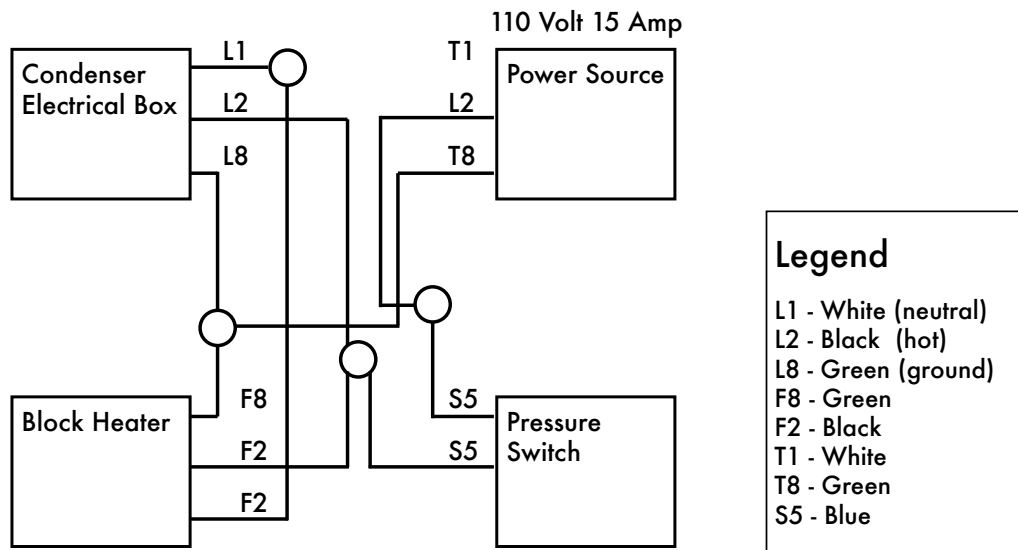 110 Volt 15 Amp
Condenser
Electrical Box
L1
L2
L8
T1
L2
T8
Power Source
Block Heater
F8
F2
F2
S5
S5
Pressure
Switch
Legend
L1 - White (neutral)
L2 - Black (hot)
L8 - Green (ground)
F8 - Green
F2 - Black
T1 - White
T8 - Green
S5 - Blue